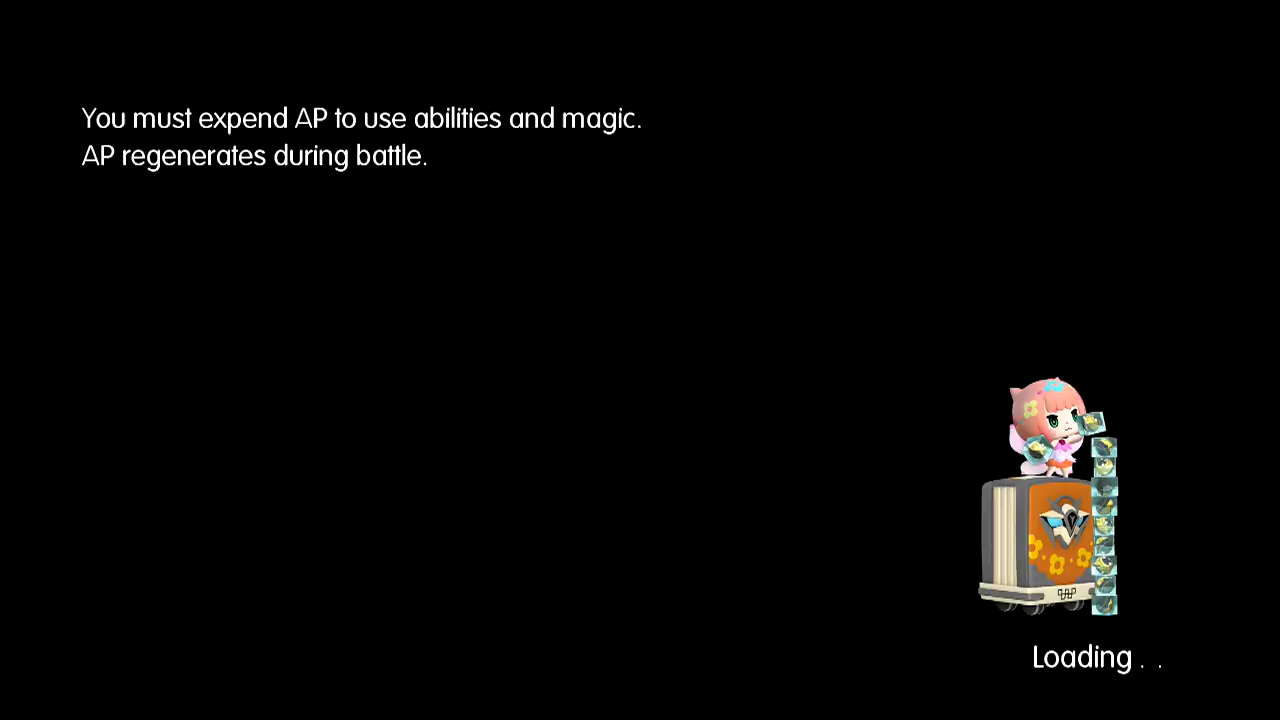 You must expend AP to use abilities and magic.
AP regenerates during battle.
Loading . .